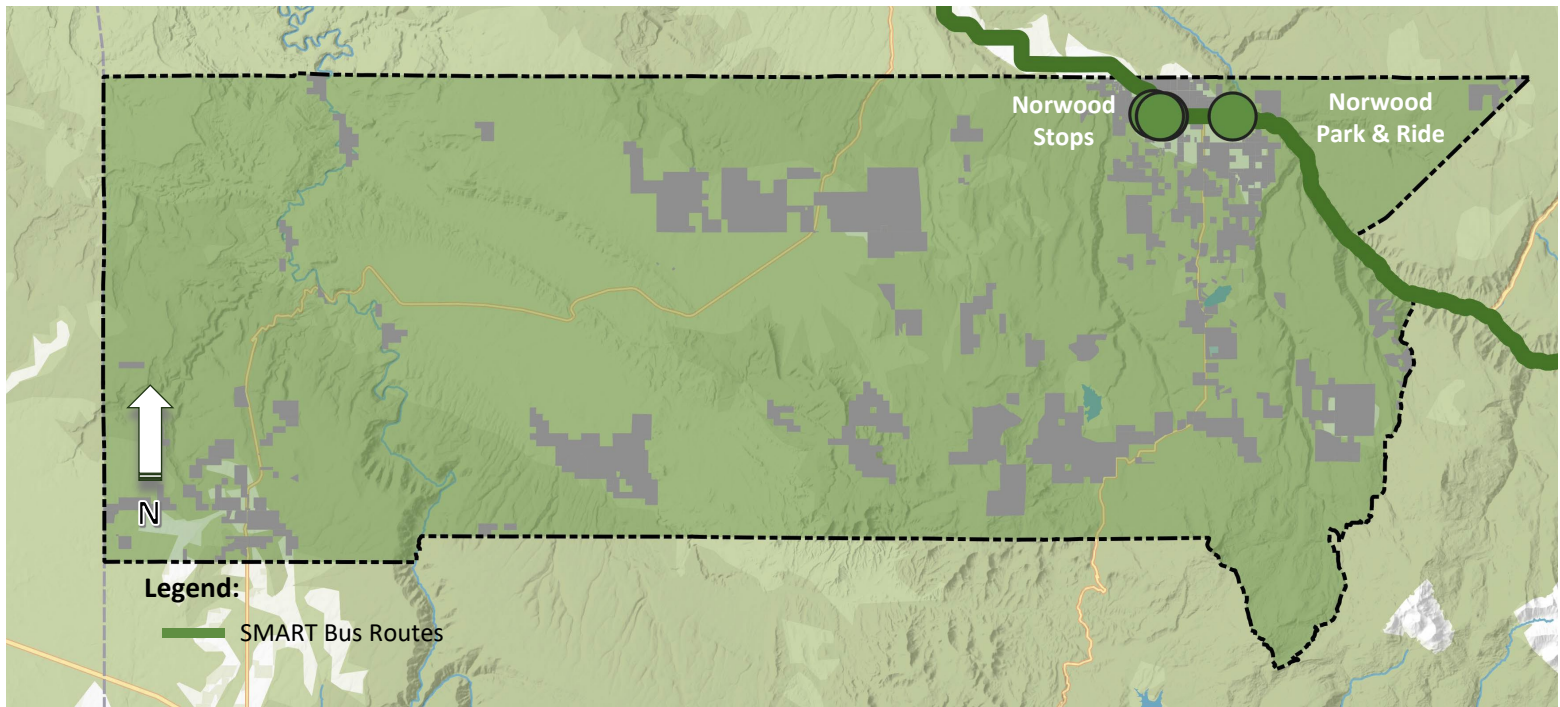 Norwood
Stops
Norwood
Park & Ride
N
Legend:
SMART Bus Routes